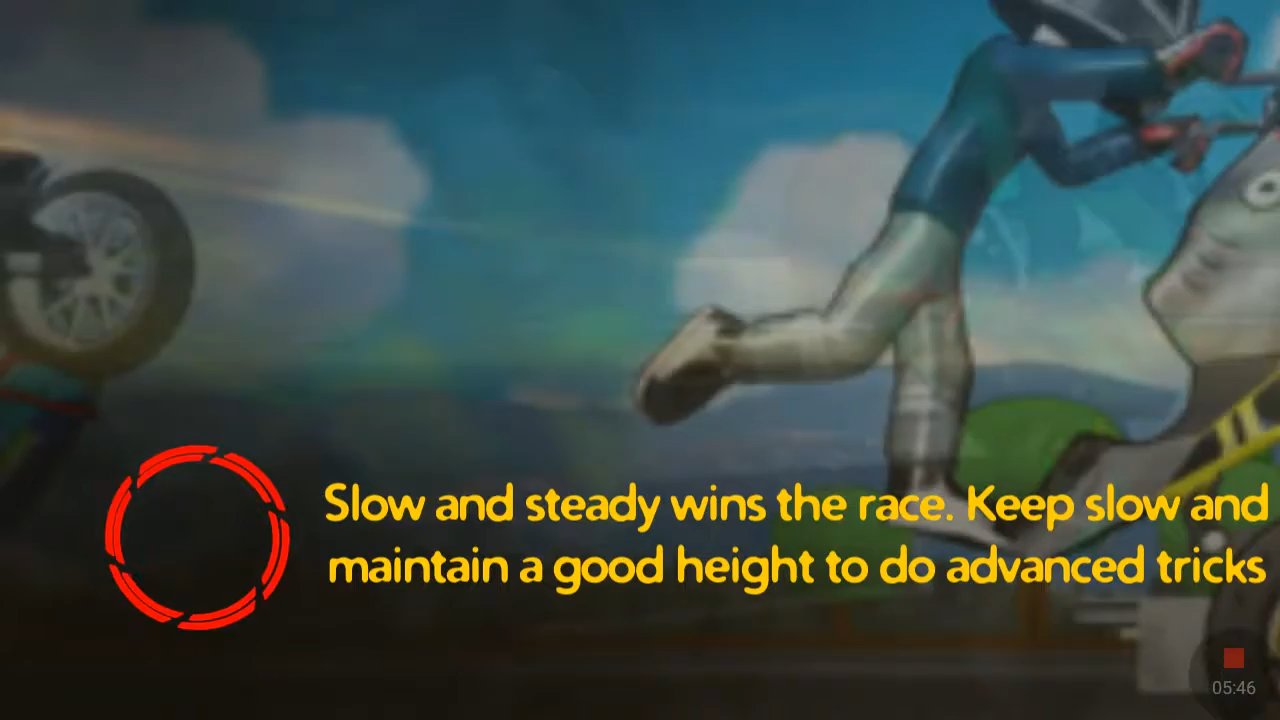 Slow and steady wins the race. Keep slow and
maintain a good height to do advanced tricks
05:46